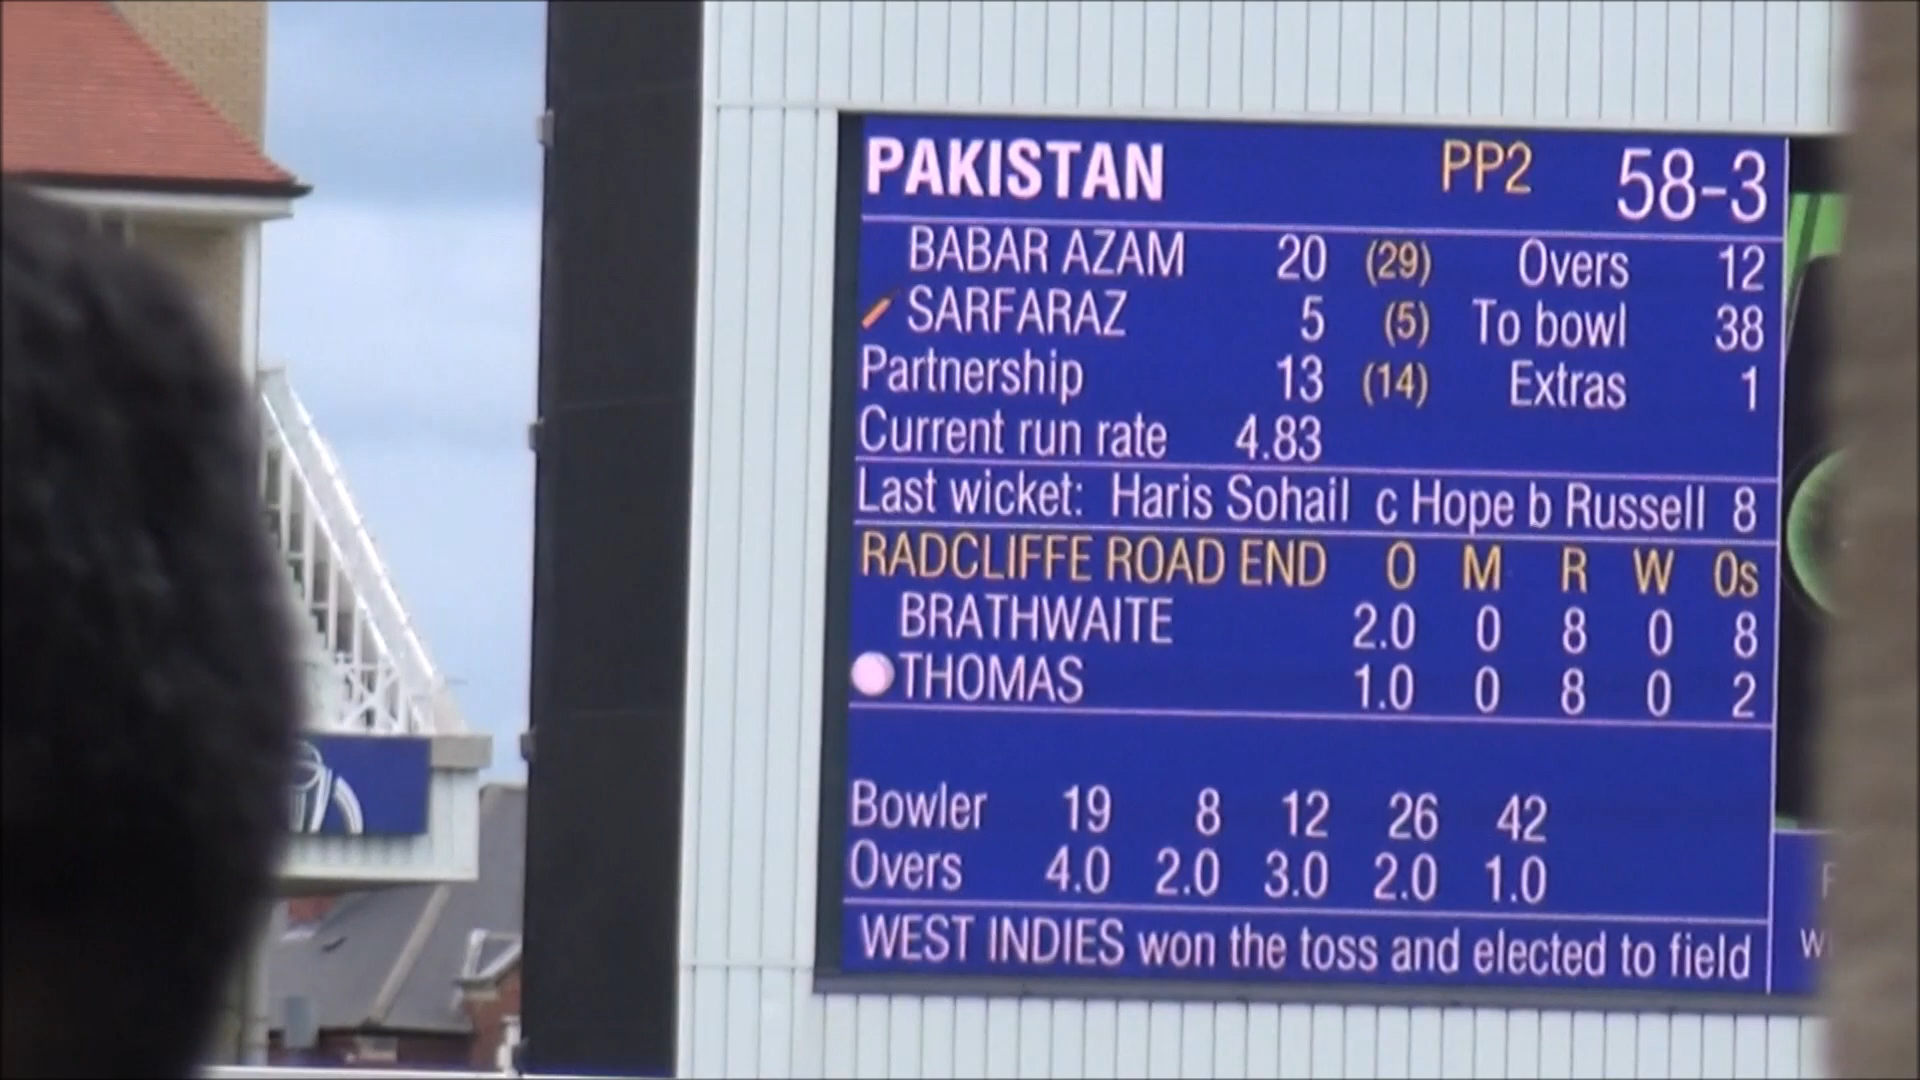 PAKISTAN PP2 58-3
BABAR AZAM 20 (29) Overs 12
SARFARAZ 5 (5) To bowl 38
Partnership 13 (14) Extras 1
Current run rate 4.83
Last wicket: Haris Sohail c Hope b Russell 8
RADCLIFFE ROAD END O M R W 0s
BRATHWAITE 2.0 0 8 0 8
THOMAS 1.0 0 8 0 2
Bowler 19 8 12 26 42
Overs 4.0 2.0 3.0 2.0 1.0
WEST INDIES won the toss and elected to field